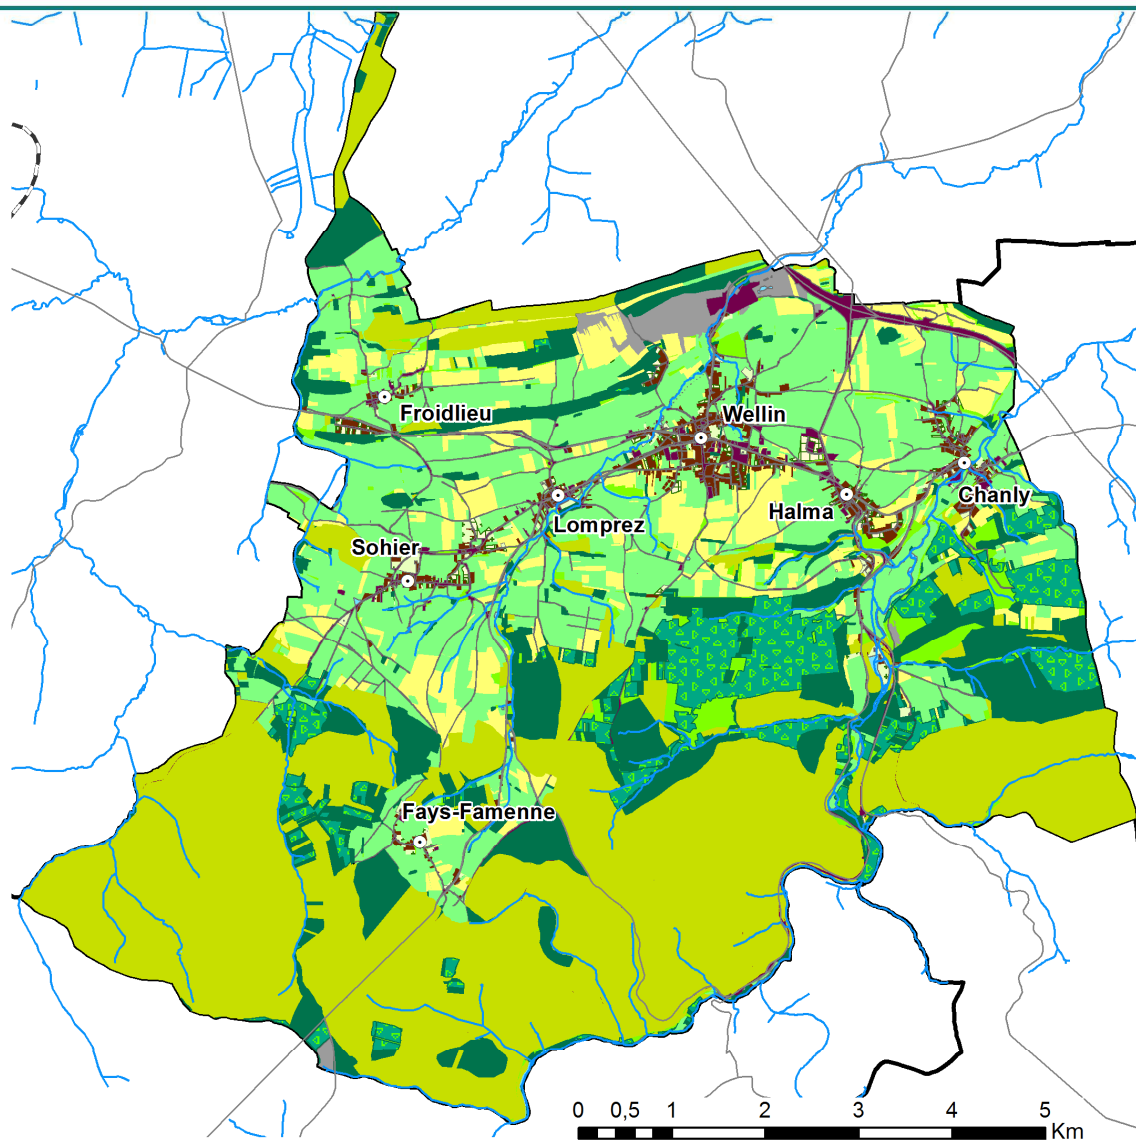 Froidlieu
Wellin
Chanly
Halma
Lomprez
Sohier
Fays-Famenne
0 0,5 1 2 3 4 5
Km